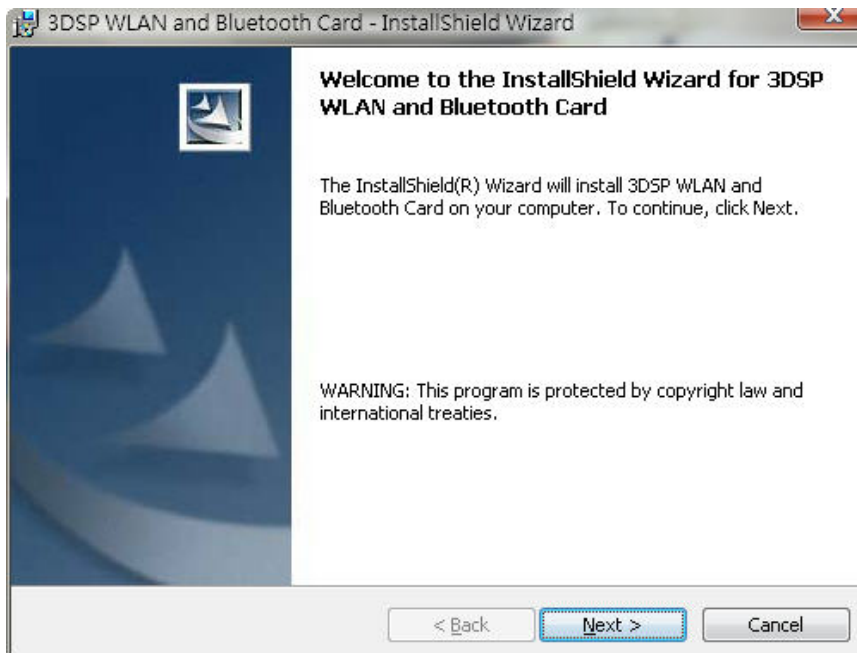 3DSP WLAN and Bluetooth Card - InstallShield Wizard
Welcome to the InstallShield Wizard for 3DSP
WLAN and Bluetooth Card
The InstallShield(R) Wizard will install 3DSP WLAN and
Bluetooth Card on your computer. To continue, click Next.
WARNING: This program is protected by copyright law and
international treaties.
< Back
Next >
Cancel